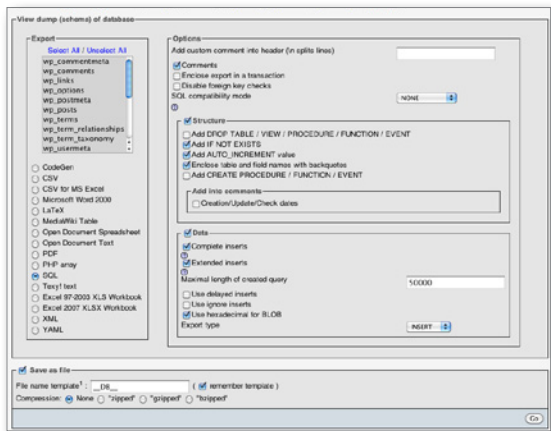 View dump (schema) of database
Export
Select All / Unselect All
wp_commentmeta
wp_comments
wp_links
wp_options
wp_postmeta
wp_posts
wp_terms
wp_term_relationships
wp_term_taxonomy
wp_usermeta
CodeGen
CSV
CSV for MS Excel
Microsoft Word 2000
LaTeX
MediaWiki Table
Open Document Spreadsheet
Open Document Text
PDF
PHP array
SQL
Texy! text
Excel 97-2003 XLS Workbook
Excel 2007 XLSX Workbook
XML
YAML
Options
Add custom comment into header (\n splits lines)
Comments
Enclose export in a transaction
Disable foreign key checks
SQL compatibility mode
NONE
Structure
Add DROP TABLE / VIEW / PROCEDURE / FUNCTION / EVENT
Add IF NOT EXISTS
Add AUTO_INCREMENT value
Enclose table and field names with backquotes
Add CREATE PROCEDURE / FUNCTION / EVENT
Add into comments
Creation/Update/Check dates
Data
Complete inserts
Extended inserts
Maximal length of created query
50000
Use delayed inserts
Use ignore inserts
Use hexadecimal for BLOB
Export type
INSERT
Save as file
File name template1 : __DB__ ( remember template )
Compression: None "zipped" "gzipped" "bzipped"
Go